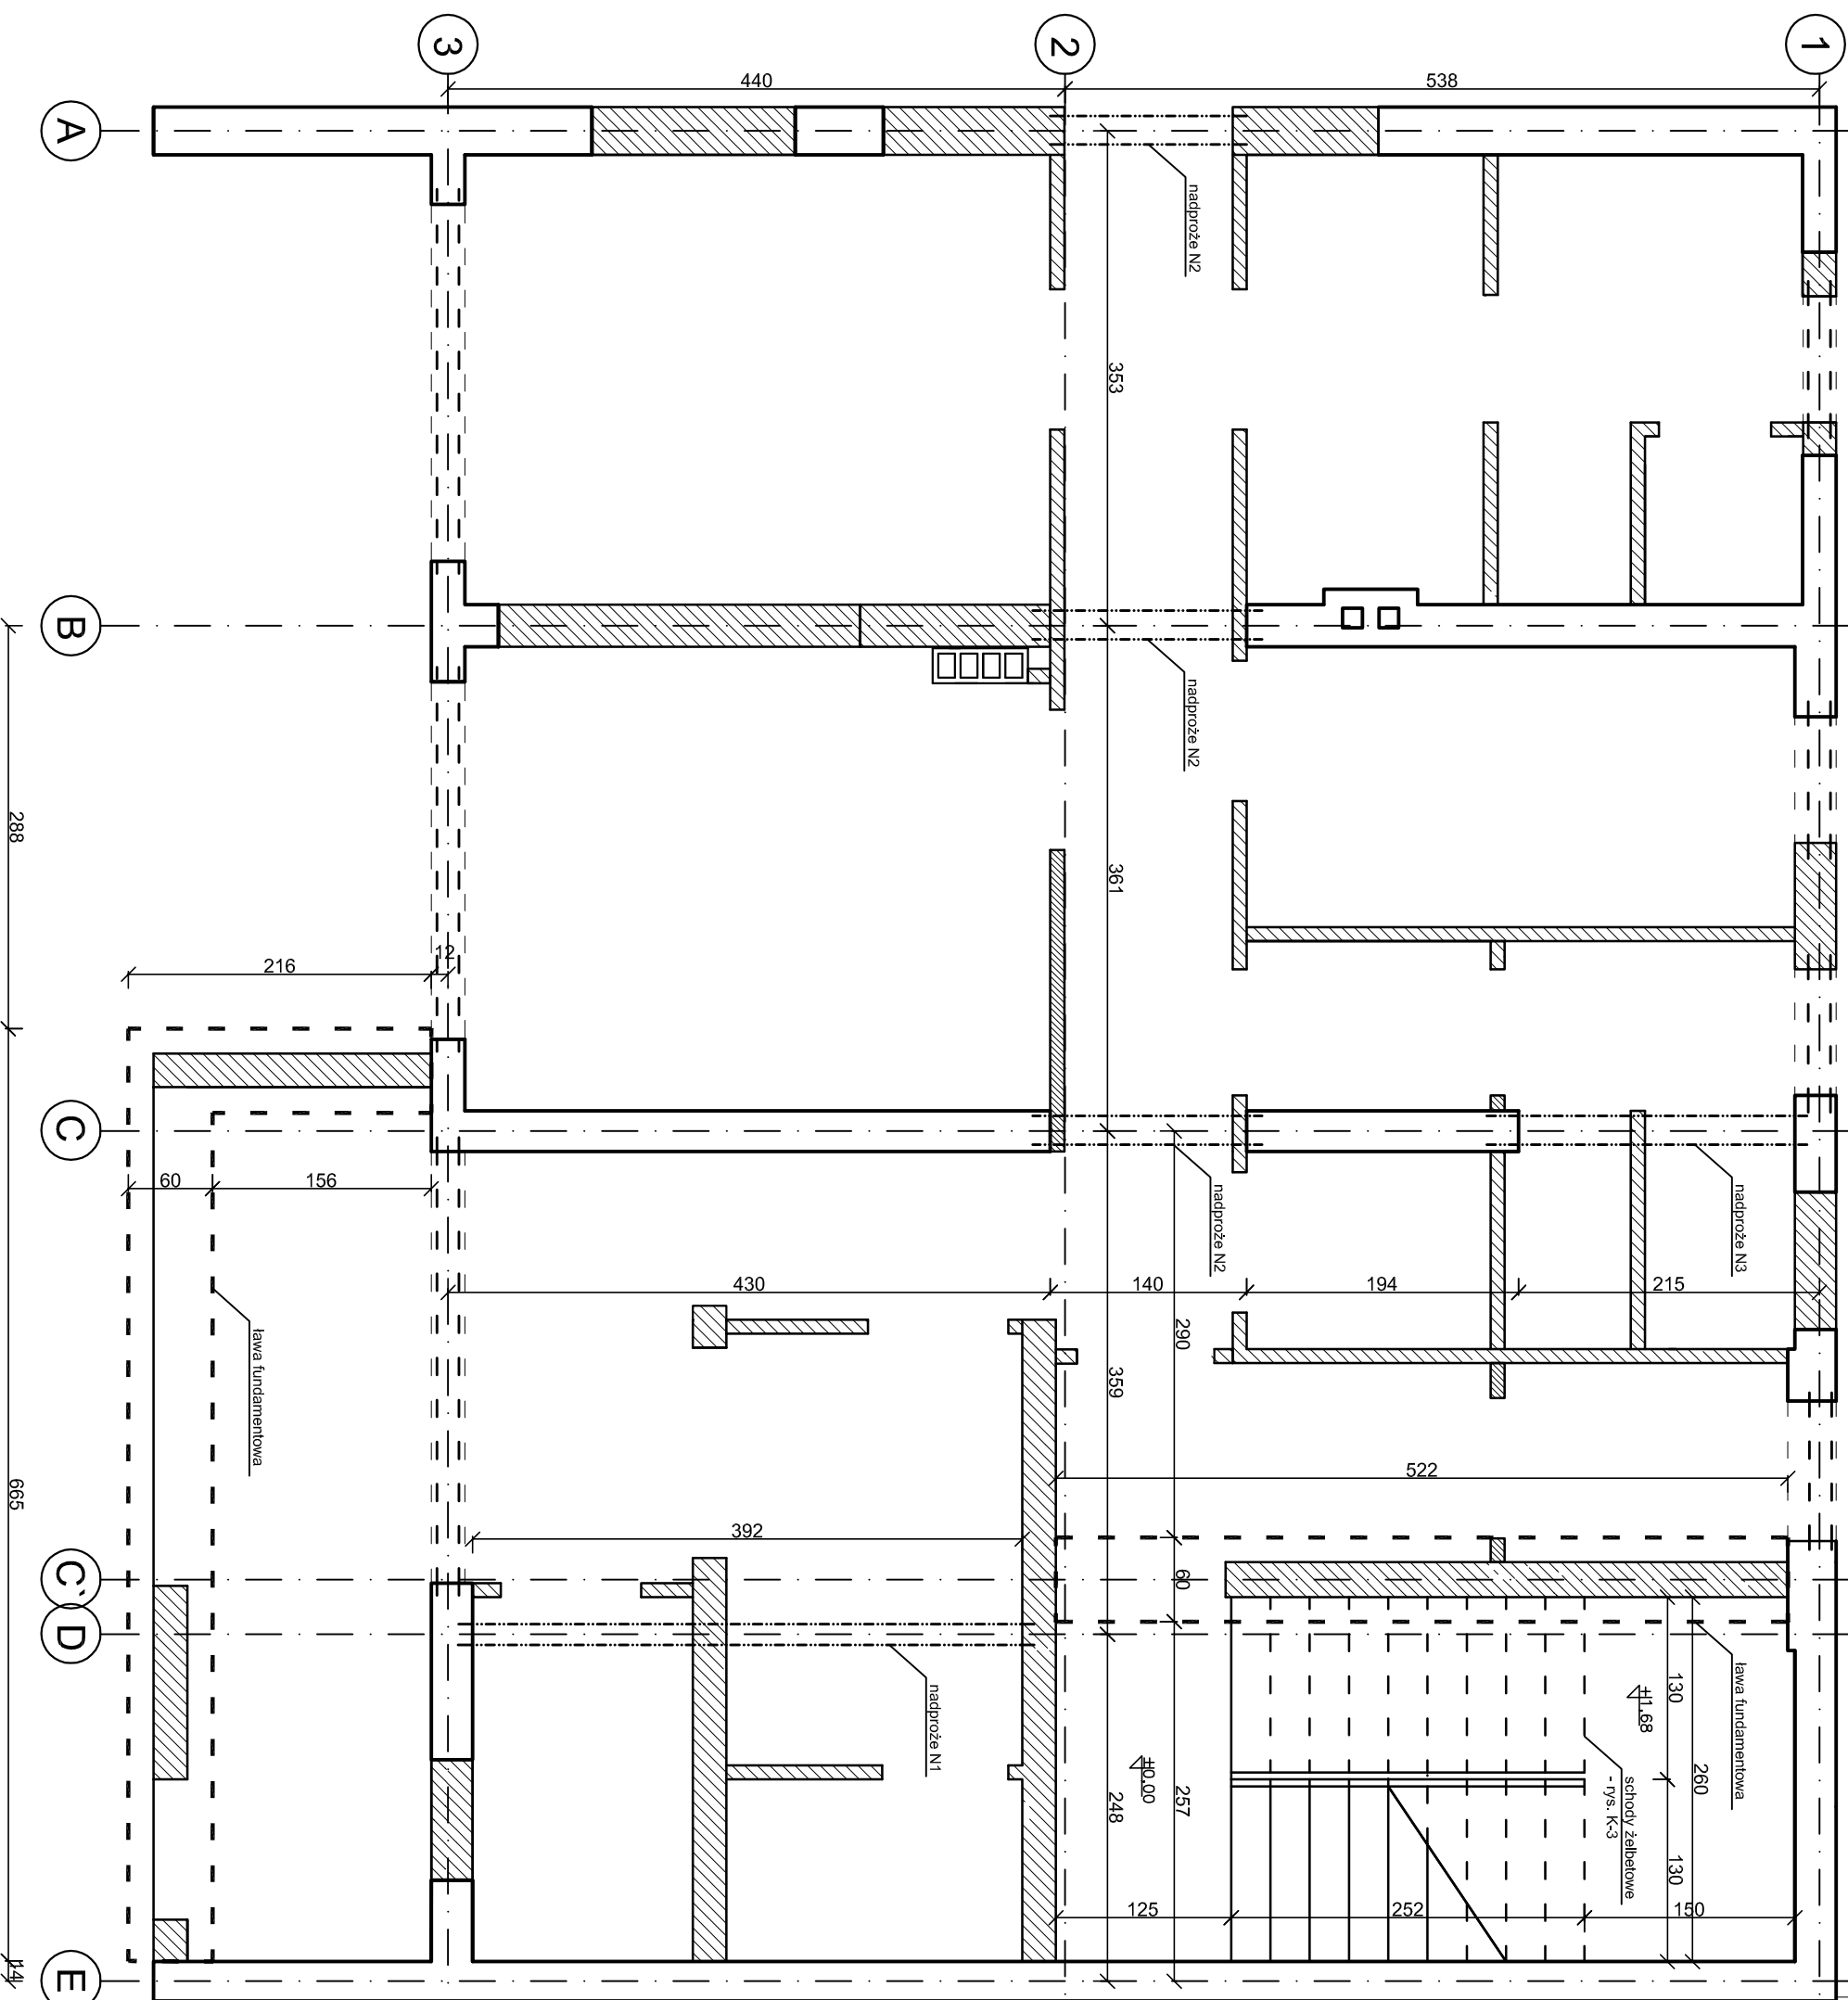 3
2
1
440
538
A
nadproże N2
353
B
nadproże N2
288
361
12
216
C
60
156
nadproże N2
nadproże N3
430
140
194
215
290
ława fundamentowa
359
522
665
392
C`
60
D
nadproże N1
±0,00
257
248
±1,68
130
260
130
ława fundamentowa
schody żelbetowe
- rys. K-3
125
252
150
E
14